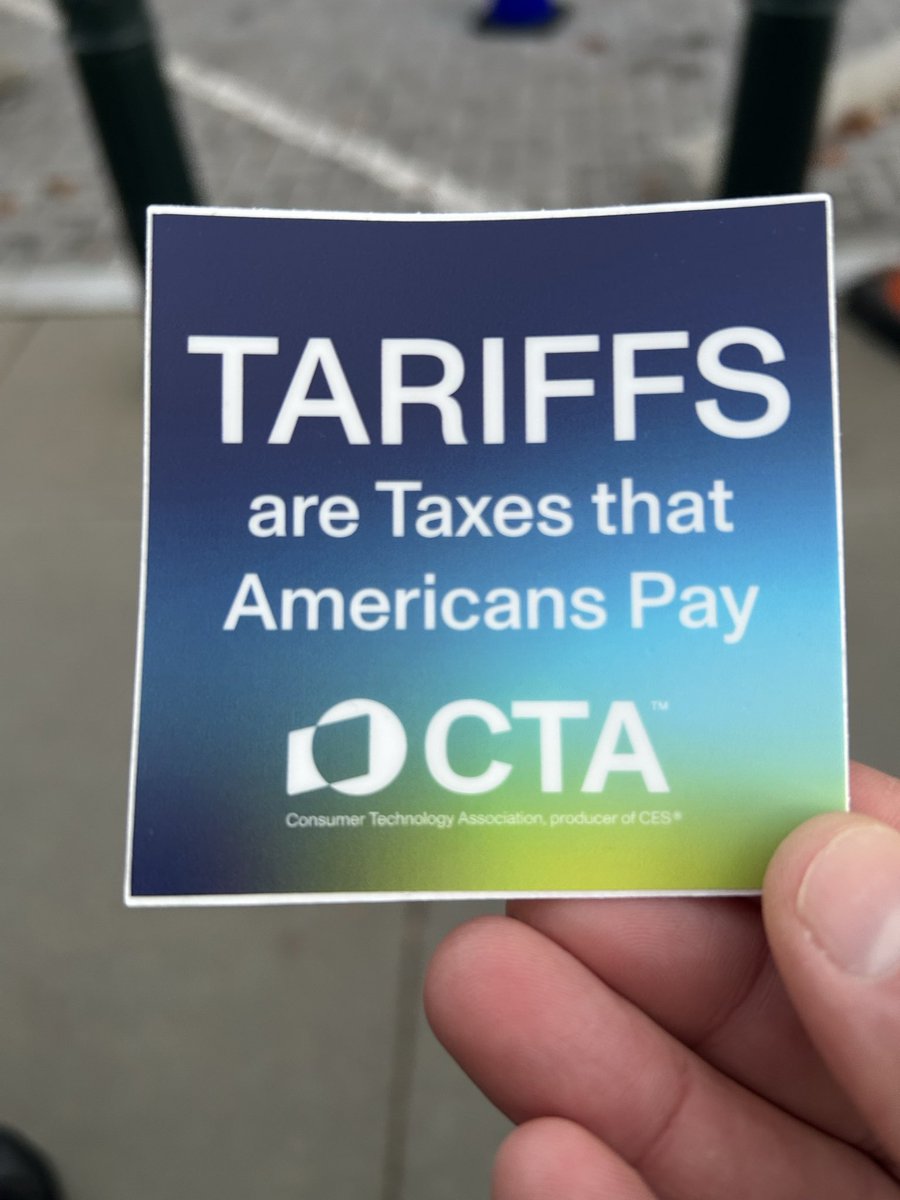 TARIFFS
are Taxes that
Americans Pay
CTA™
Consumer Technology Association, producer of CES®